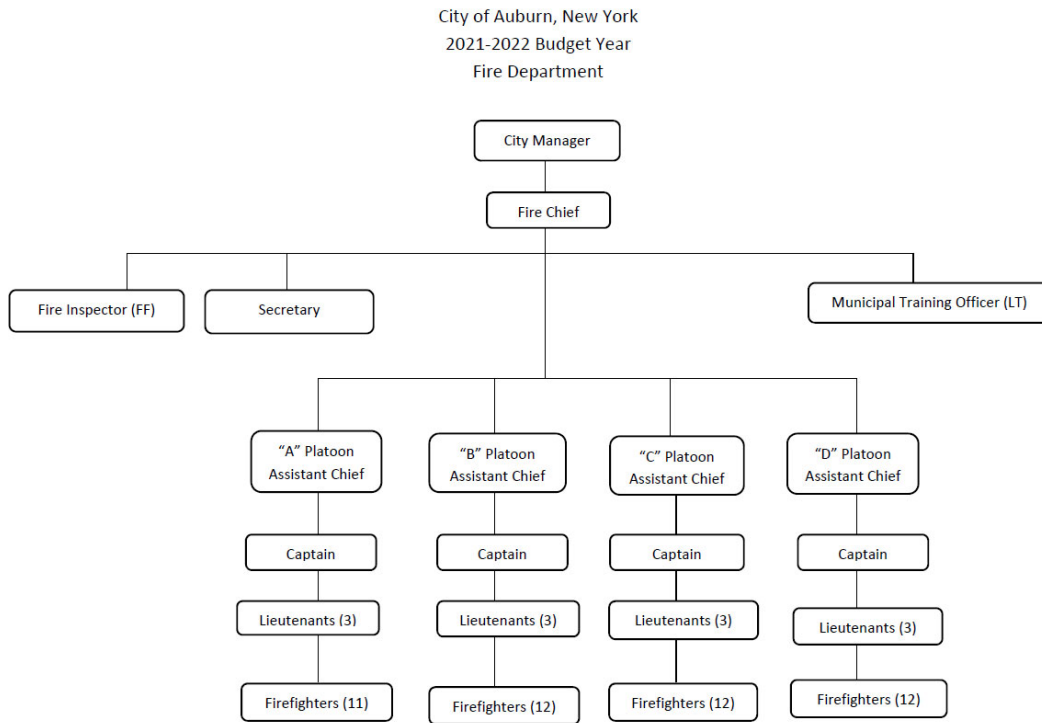 City of Auburn, New York
2021-2022 Budget Year
Fire Department
City Manager
Fire Chief
Fire Inspector (FF)
Secretary
Municipal Training Officer (LT)
“A” Platoon
Assistant Chief
“B” Platoon
Assistant Chief
“C” Platoon
Assistant Chief
“D” Platoon
Assistant Chief
Captain
Captain
Captain
Captain
Lieutenants (3)
Lieutenants (3)
Lieutenants (3)
Lieutenants (3)
Firefighters (11)
Firefighters (12)
Firefighters (12)
Firefighters (12)